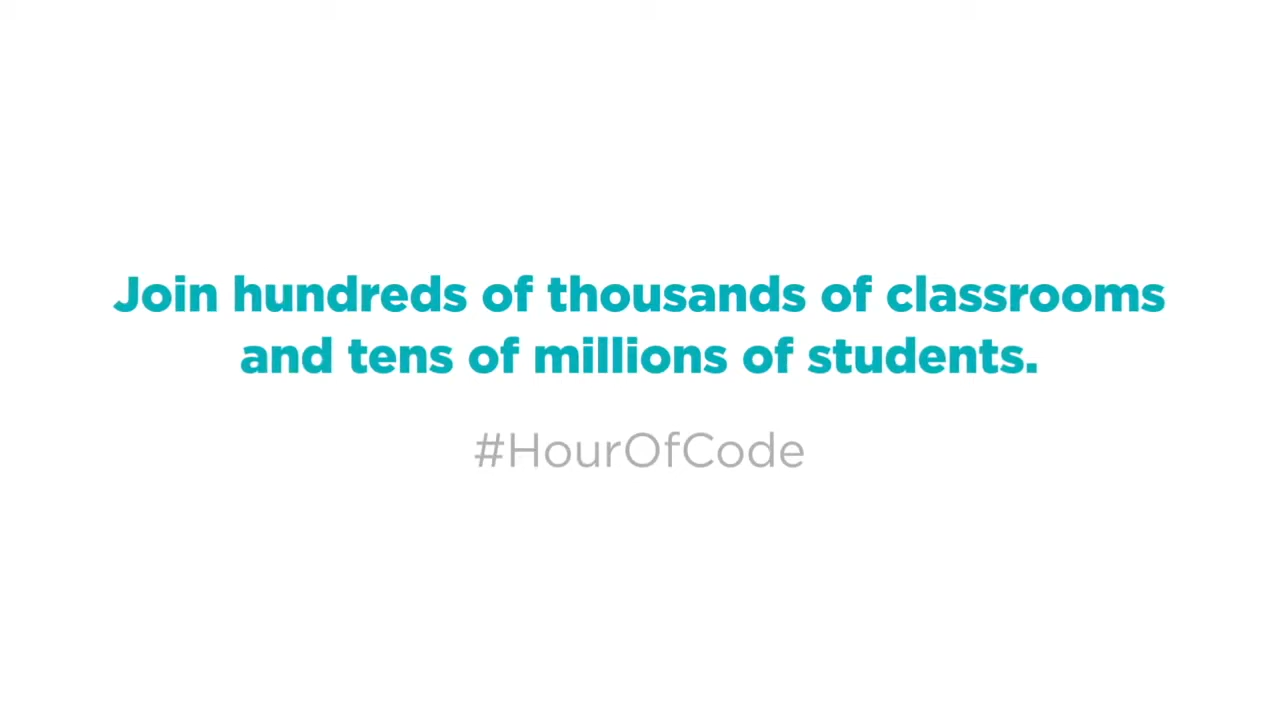 Join hundreds of thousands of classrooms
and tens of millions of students.
#HourOfCode